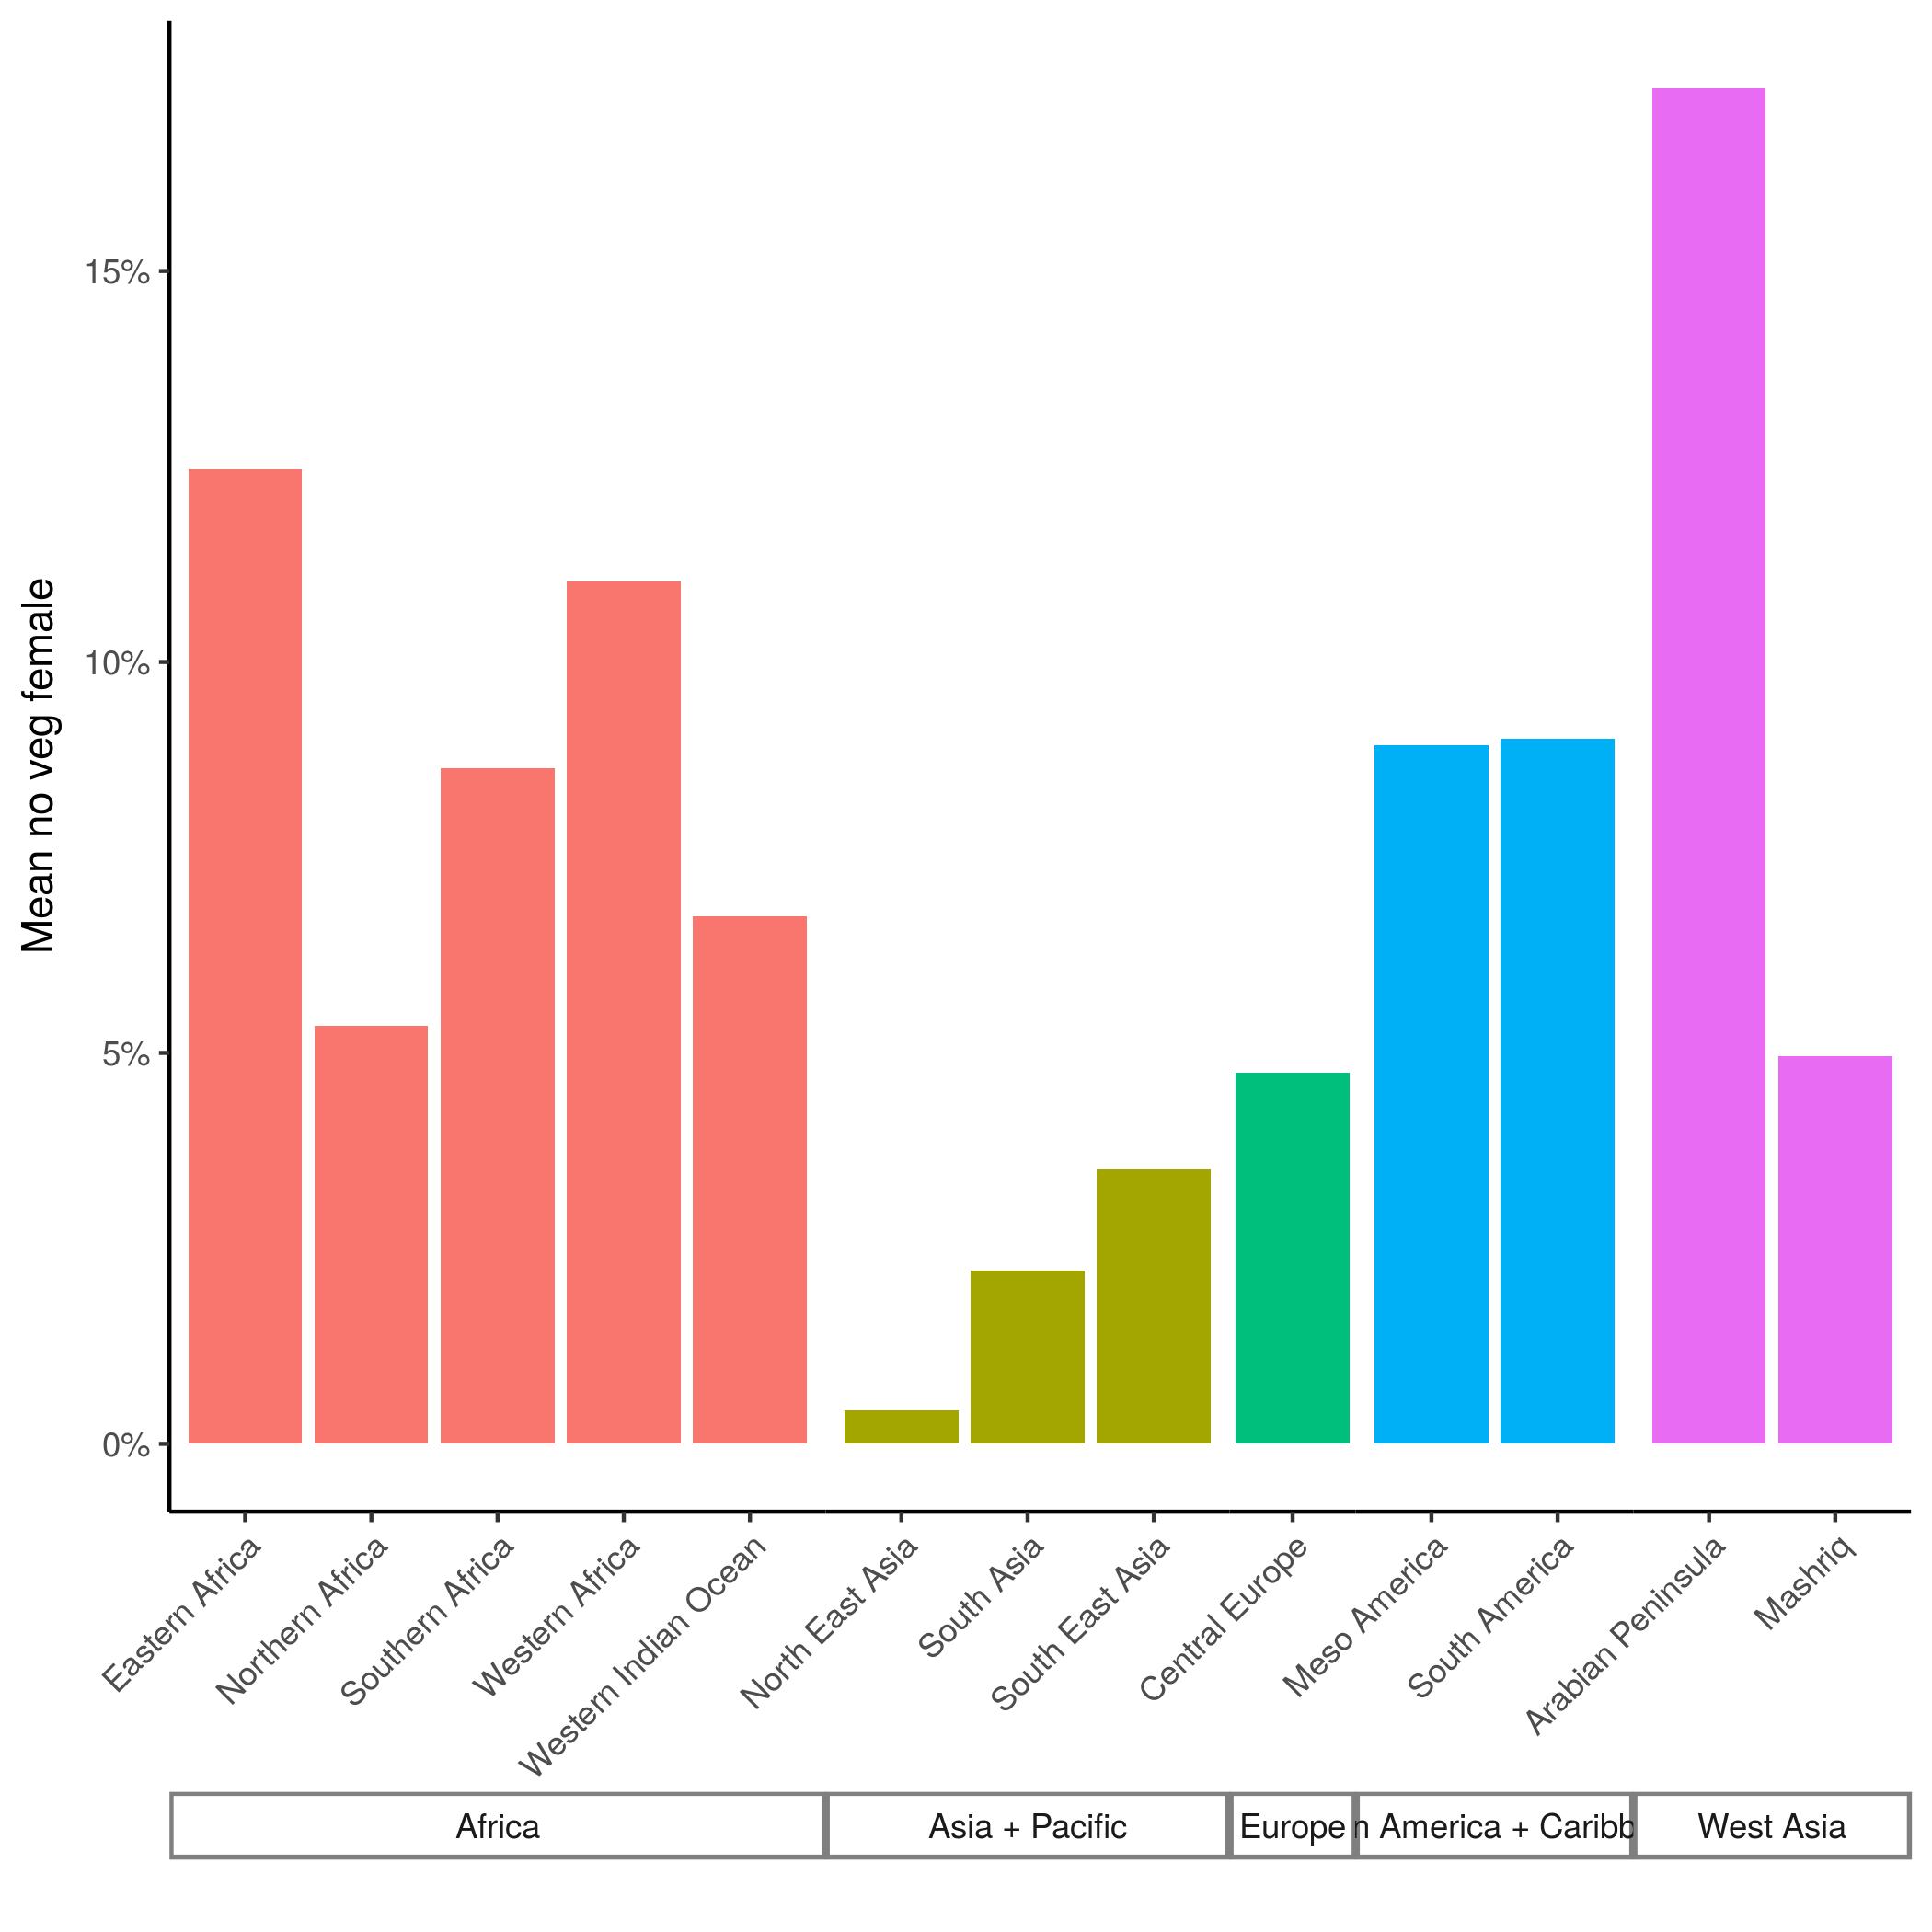 Mean no veg female
15%
10%
5%
0%
Eastern Africa
Northern Africa
Southern Africa
Western Africa
Western Indian Ocean
North East Asia
South Asia
South East Asia
Central Europe
Meso America
South America
Arabian Peninsula
Mashriq
Africa
Asia + Pacific
Europe
n America + Caribb
West Asia